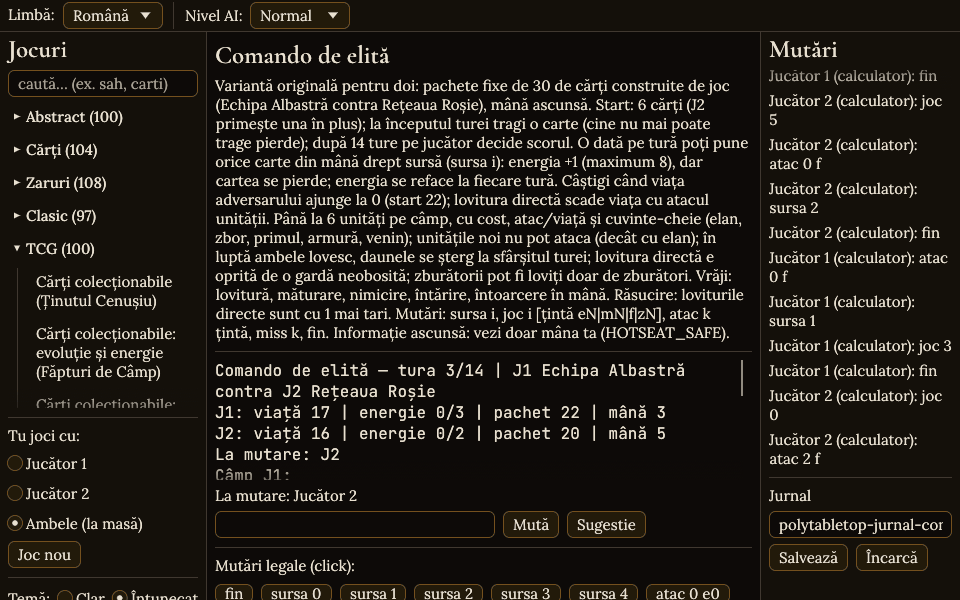 Limbă:
Română
Nivel AI:
Normal
Jocuri
caută... (ex. sah, carti)
Abstract (100)
Cărți (104)
Zaruri (108)
Clasic (97)
TCG (100)
Cărți colecționabile
(Ținutul Cenușiu)
Cărți colecționabile:
evoluție și energie
(Făpturi de Câmp)
Cărți colecționabile:
Tu joci cu:
Jucător 1
Jucător 2
Ambele (la masă)
Joc nou
Temă:
Clar
Întunecat
Comando de elită
Variantă originală pentru doi: pachete fixe de 30 de cărți construite de joc
(Echipa Albastră contra Rețeaua Roșie), mână ascunsă. Start: 6 cărți (J2
primește una în plus); la începutul turei tragi o carte (cine nu mai poate
trage pierde); după 14 ture pe jucător decide scorul. O dată pe tură poți pune
orice carte din mână drept sursă (sursa i): energia +1 (maximum 8), dar
cartea se pierde; energia se reface la fiecare tură. Câștigi când viața
adversarului ajunge la 0 (start 22); lovitura directă scade viața cu atacul
unității. Până la 6 unități pe câmp, cu cost, atac/viață și cuvinte-cheie (elan,
zbor, primul, armură, venin); unitățile noi nu pot ataca (decât cu elan); în
luptă ambele lovesc, daunele se șterg la sfârșitul turei; lovitura directă e
oprită de o gardă neobosită; zburătorii pot fi loviți doar de zburători. Vrăji:
lovitură, măturare, nimicire, întărire, întoarcere în mână. Răsucire: loviturile
directe sunt cu 1 mai tari. Mutări: sursa i, joc i [țintă eN|mN|f|zN], atac k
țintă, miss k, fin. Informație ascunsă: vezi doar mâna ta (HOTSEAT_SAFE).
Comando de elită — tura 3/14 | J1 Echipa Albastră
contra J2 Rețeaua Roșie
J1: viață 17 | energie 0/3 | pachet 22 | mână 3
J2: viață 16 | energie 0/2 | pachet 20 | mână 5
La mutare: J2
Câmp J1:
La mutare: Jucător 2
Mută
Sugestie
Mutări legale (click):
fin
sursa 0
sursa 1
sursa 2
sursa 3
sursa 4
atac 0 e0
Mutări
Jucător 1 (calculator): fin
Jucător 2 (calculator): joc
5
Jucător 2 (calculator):
atac 0 f
Jucător 2 (calculator):
sursa 2
Jucător 2 (calculator): fin
Jucător 1 (calculator): atac
0 f
Jucător 1 (calculator):
sursa 1
Jucător 1 (calculator): joc 3
Jucător 1 (calculator): fin
Jucător 2 (calculator): joc
0
Jucător 2 (calculator):
atac 2 f
Jurnal
polytabletop-jurnal-con
Salvează
Încarcă